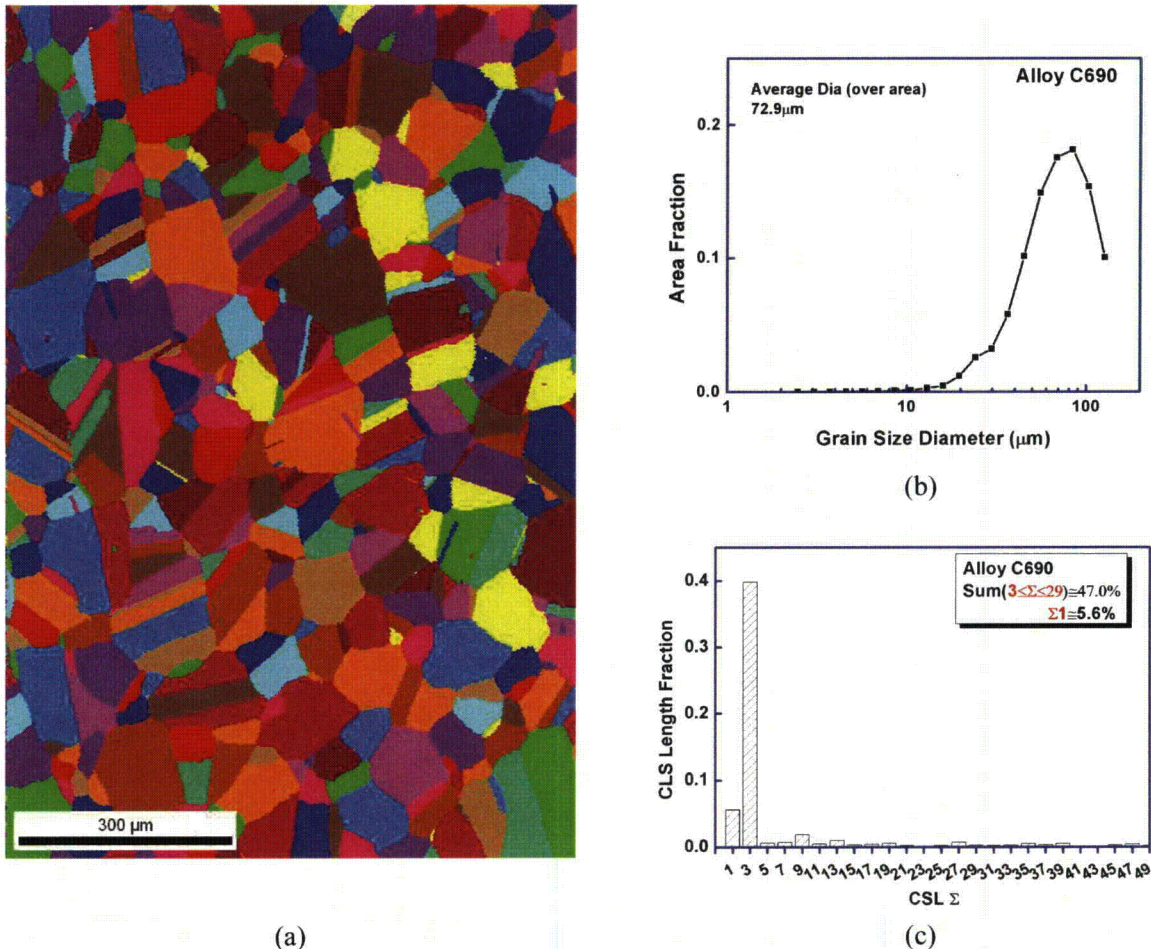 300 µm
(a)
Alloy C690
Average Dia (over area)
72.9µm
0.2
0.1
0.0
Area Fraction
1
10
100
Grain Size Diameter (µm)
(b)
Alloy C690
Sum(3≤Σ≤29)≅47.0%
Σ1≅5.6%
0.4
0.3
0.2
0.1
0.0
CLS Length Fraction
1 3 5 7 9 11 13 15 17 19 21 23 25 27 29 31 33 35 37 39 41 43 45 47 49
CSL Σ
(c)